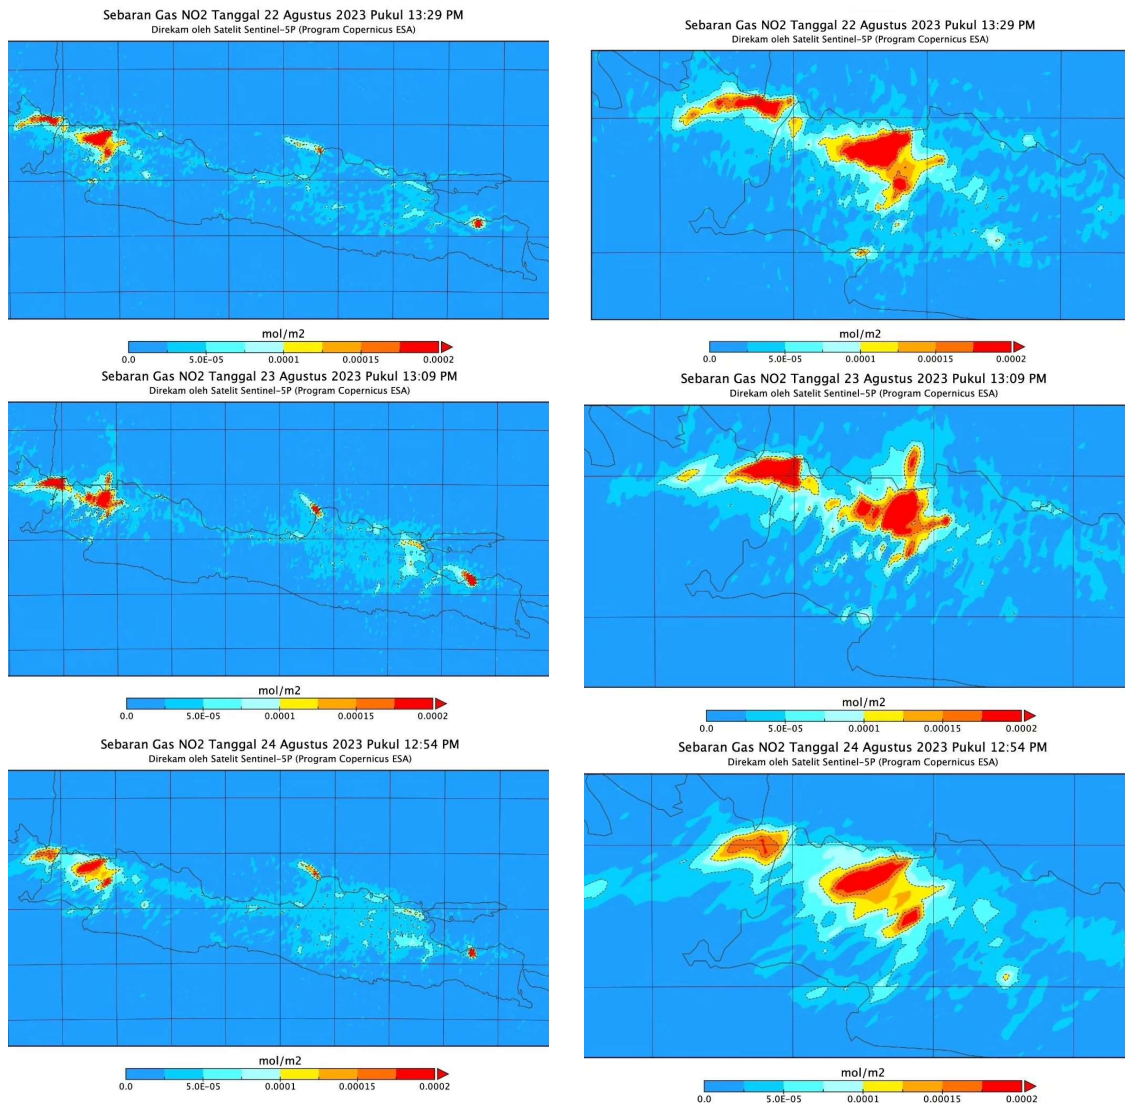 Sebaran Gas NO2 Tanggal 22 Agustus 2023 Pukul 13:29 PM
Direkam oleh Satelit Sentinel-5P (Program Copernicus ESA)
mol/m2
0.0 5.0E-05 0.0001 0.00015 0.0002
Sebaran Gas NO2 Tanggal 22 Agustus 2023 Pukul 13:29 PM
Direkam oleh Satelit Sentinel-5P (Program Copernicus ESA)
mol/m2
0.0 5.0E-05 0.0001 0.00015 0.0002
Sebaran Gas NO2 Tanggal 23 Agustus 2023 Pukul 13:09 PM
Direkam oleh Satelit Sentinel-5P (Program Copernicus ESA)
mol/m2
0.0 5.0E-05 0.0001 0.00015 0.0002
Sebaran Gas NO2 Tanggal 23 Agustus 2023 Pukul 13:09 PM
Direkam oleh Satelit Sentinel-5P (Program Copernicus ESA)
mol/m2
0.0 5.0E-05 0.0001 0.00015 0.0002
Sebaran Gas NO2 Tanggal 24 Agustus 2023 Pukul 12:54 PM
Direkam oleh Satelit Sentinel-5P (Program Copernicus ESA)
mol/m2
0.0 5.0E-05 0.0001 0.00015 0.0002
Sebaran Gas NO2 Tanggal 24 Agustus 2023 Pukul 12:54 PM
Direkam oleh Satelit Sentinel-5P (Program Copernicus ESA)
mol/m2
0.0 5.0E-05 0.0001 0.00015 0.0002